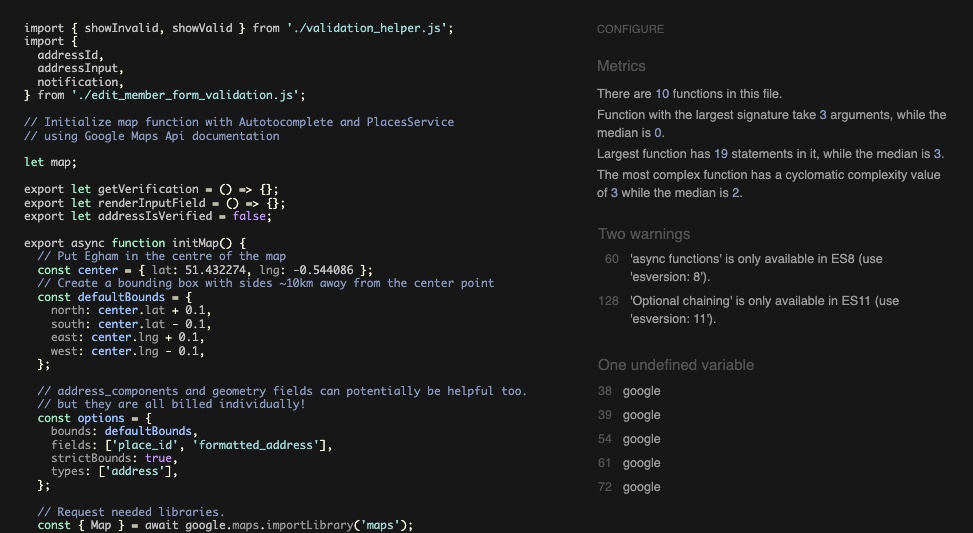 import { showInvalid, showValid } from './validation_helper.js';
import {
  addressId,
  addressInput,
  notification,
} from './edit_member_form_validation.js';

// Initialize map function with Autotocomplete and PlacesService
// using Google Maps Api documentation

let map;

export let getVerification = () => {};
export let renderInputField = () => {};
export let addressIsVerified = false;

export async function initMap() {
  // Put Egham in the centre of the map
  const center = { lat: 51.432274, lng: -0.544086 };
  // Create a bounding box with sides ~10km away from the center point
  const defaultBounds = {
    north: center.lat + 0.1,
    south: center.lat - 0.1,
    east: center.lng + 0.1,
    west: center.lng - 0.1,
  };

  // address_components and geometry fields can potentially be helpful too.
  // but they are all billed individually!
  const options = {
    bounds: defaultBounds,
    fields: ['place_id', 'formatted_address'],
    strictBounds: true,
    types: ['address'],
  };

  // Request needed libraries.
  const { Map } = await google.maps.importLibrary('maps');
CONFIGURE
Metrics
There are 10 functions in this file.
Function with the largest signature take 3 arguments, while the
median is 0.
Largest function has 19 statements in it, while the median is 3.
The most complex function has a cyclomatic complexity value
of 3 while the median is 2.
Two warnings
60 'async functions' is only available in ES8 (use
'esversion: 8').
128 'Optional chaining' is only available in ES11 (use
'esversion: 11').
One undefined variable
38 google
39 google
54 google
61 google
72 google